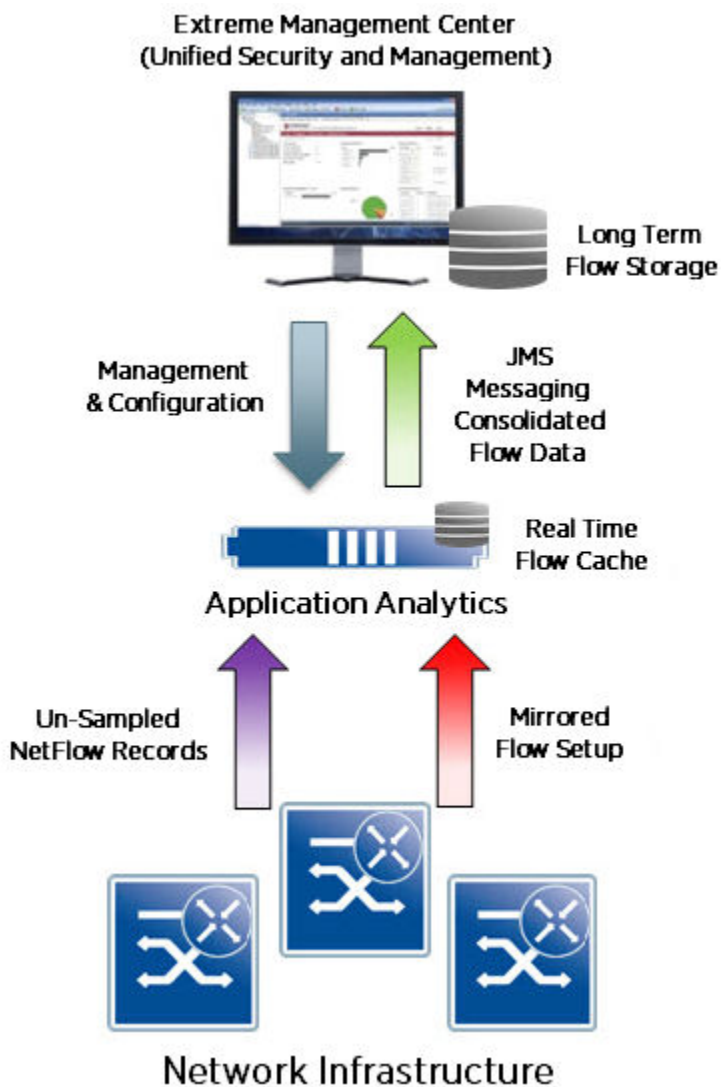 Extreme Management Center
(Unified Security and Management)
Long Term
Flow Storage
Management
& Configuration
JMS
Messaging
Consolidated
Flow Data
Real Time
Flow Cache
Application Analytics
Un-Sampled
NetFlow Records
Mirrored
Flow Setup
Network Infrastructure